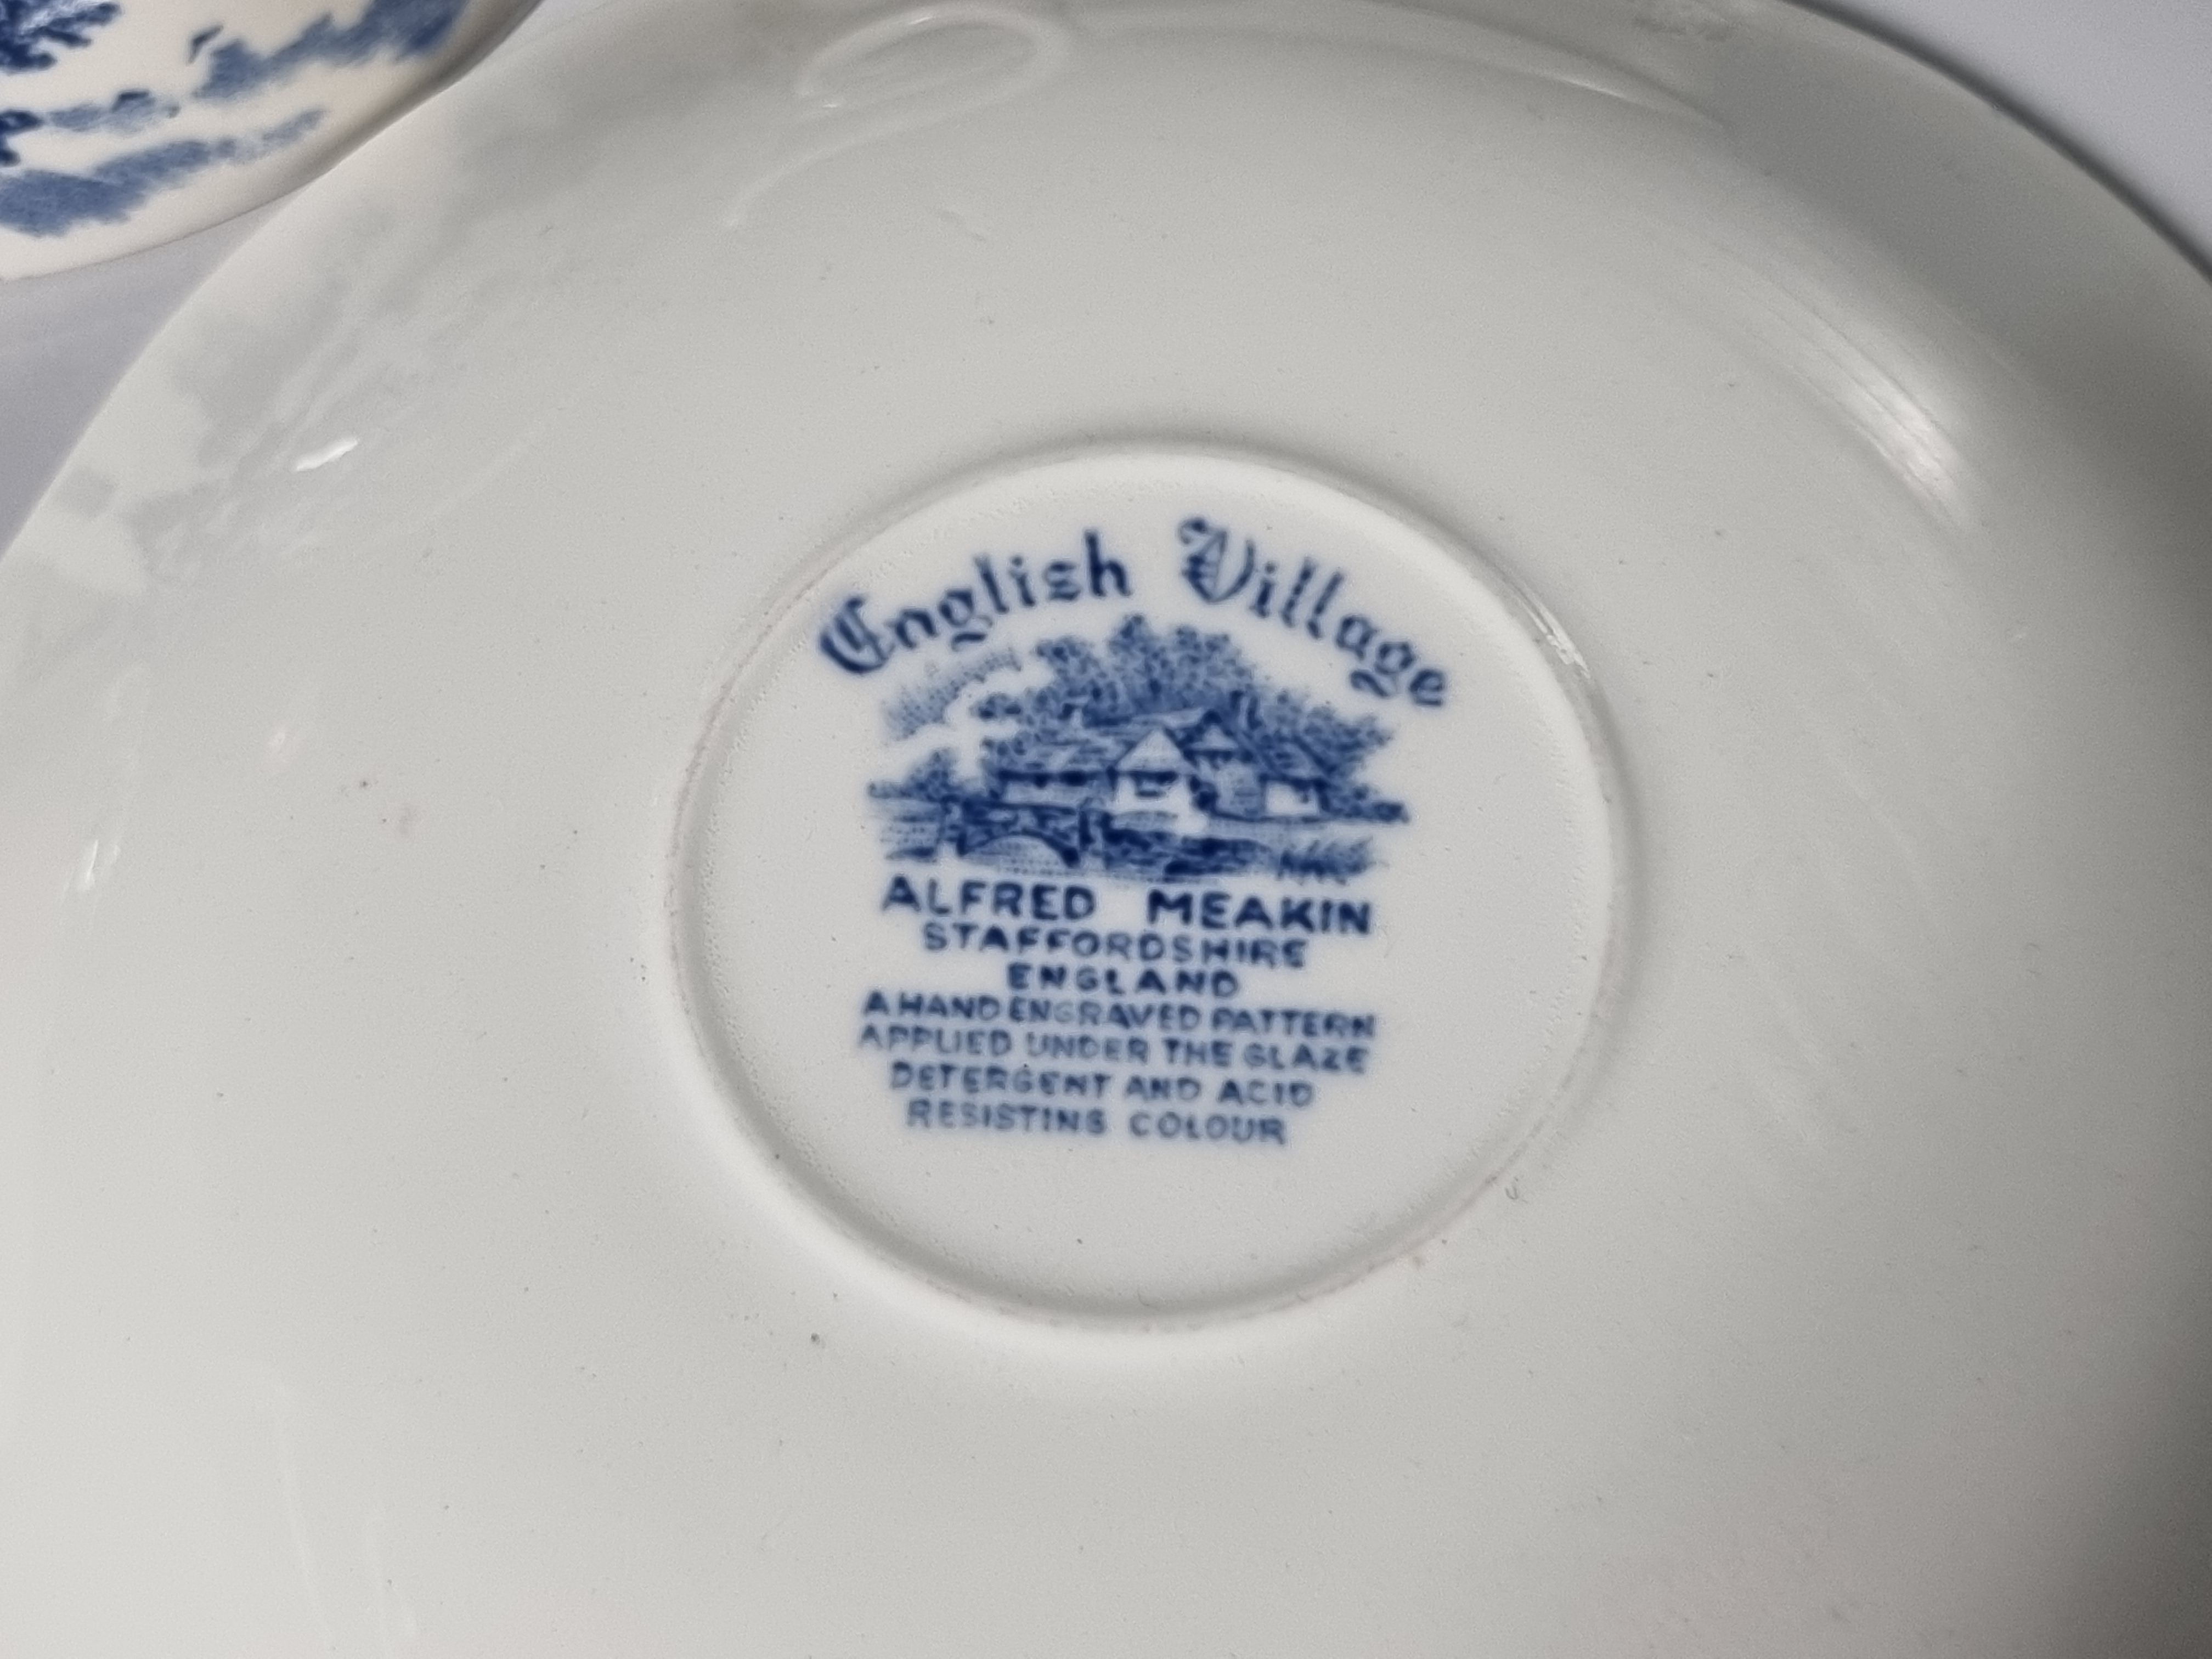 English Village
ALFRED MEAKIN
STAFFORDSHIRE
ENGLAND
A HAND ENGRAVED PATTERN
APPLIED UNDER THE GLAZE
DETERGENT AND ACID
RESISTING COLOUR